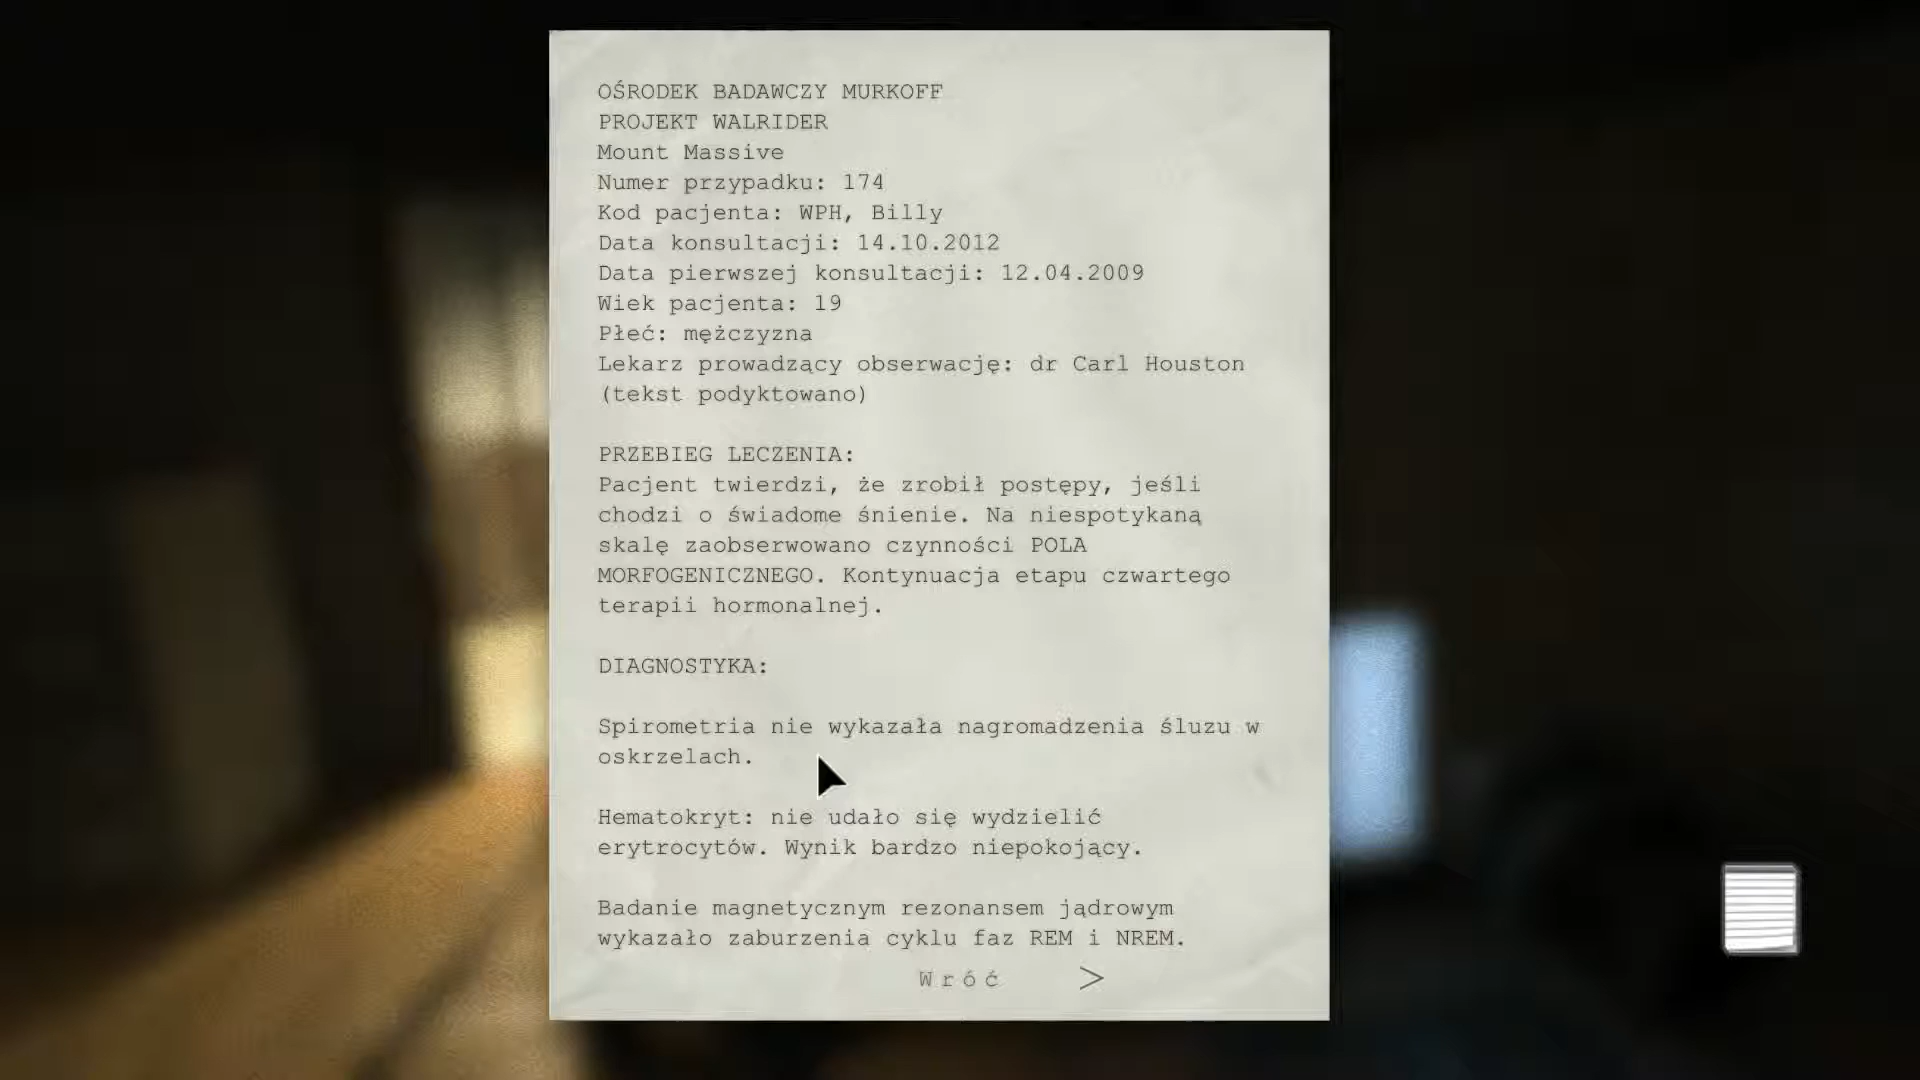 OŚRODEK BADAWCZY MURKOFF
PROJEKT WALRIDER
Mount Massive
Numer przypadku: 174
Kod pacjenta: WPH, Billy
Data konsultacji: 14.10.2012
Data pierwszej konsultacji: 12.04.2009
Wiek pacjenta: 19
Płeć: mężczyzna
Lekarz prowadzący obserwację: dr Carl Houston
(tekst podyktowano)
PRZEBIEG LECZENIA:
Pacjent twierdzi, że zrobił postępy, jeśli
chodzi o świadome śnienie. Na niespotykaną
skalę zaobserwowano czynności POLA
MORFOGENICZNEGO. Kontynuacja etapu czwartego
terapii hormonalnej.
DIAGNOSTYKA:
Spirometria nie wykazała nagromadzenia śluzu w
oskrzelach.
Hematokryt: nie udało się wydzielić
erytrocytów. Wynik bardzo niepokojący.
Badanie magnetycznym rezonansem jądrowym
wykazało zaburzenia cyklu faz REM i NREM.
Wróć >